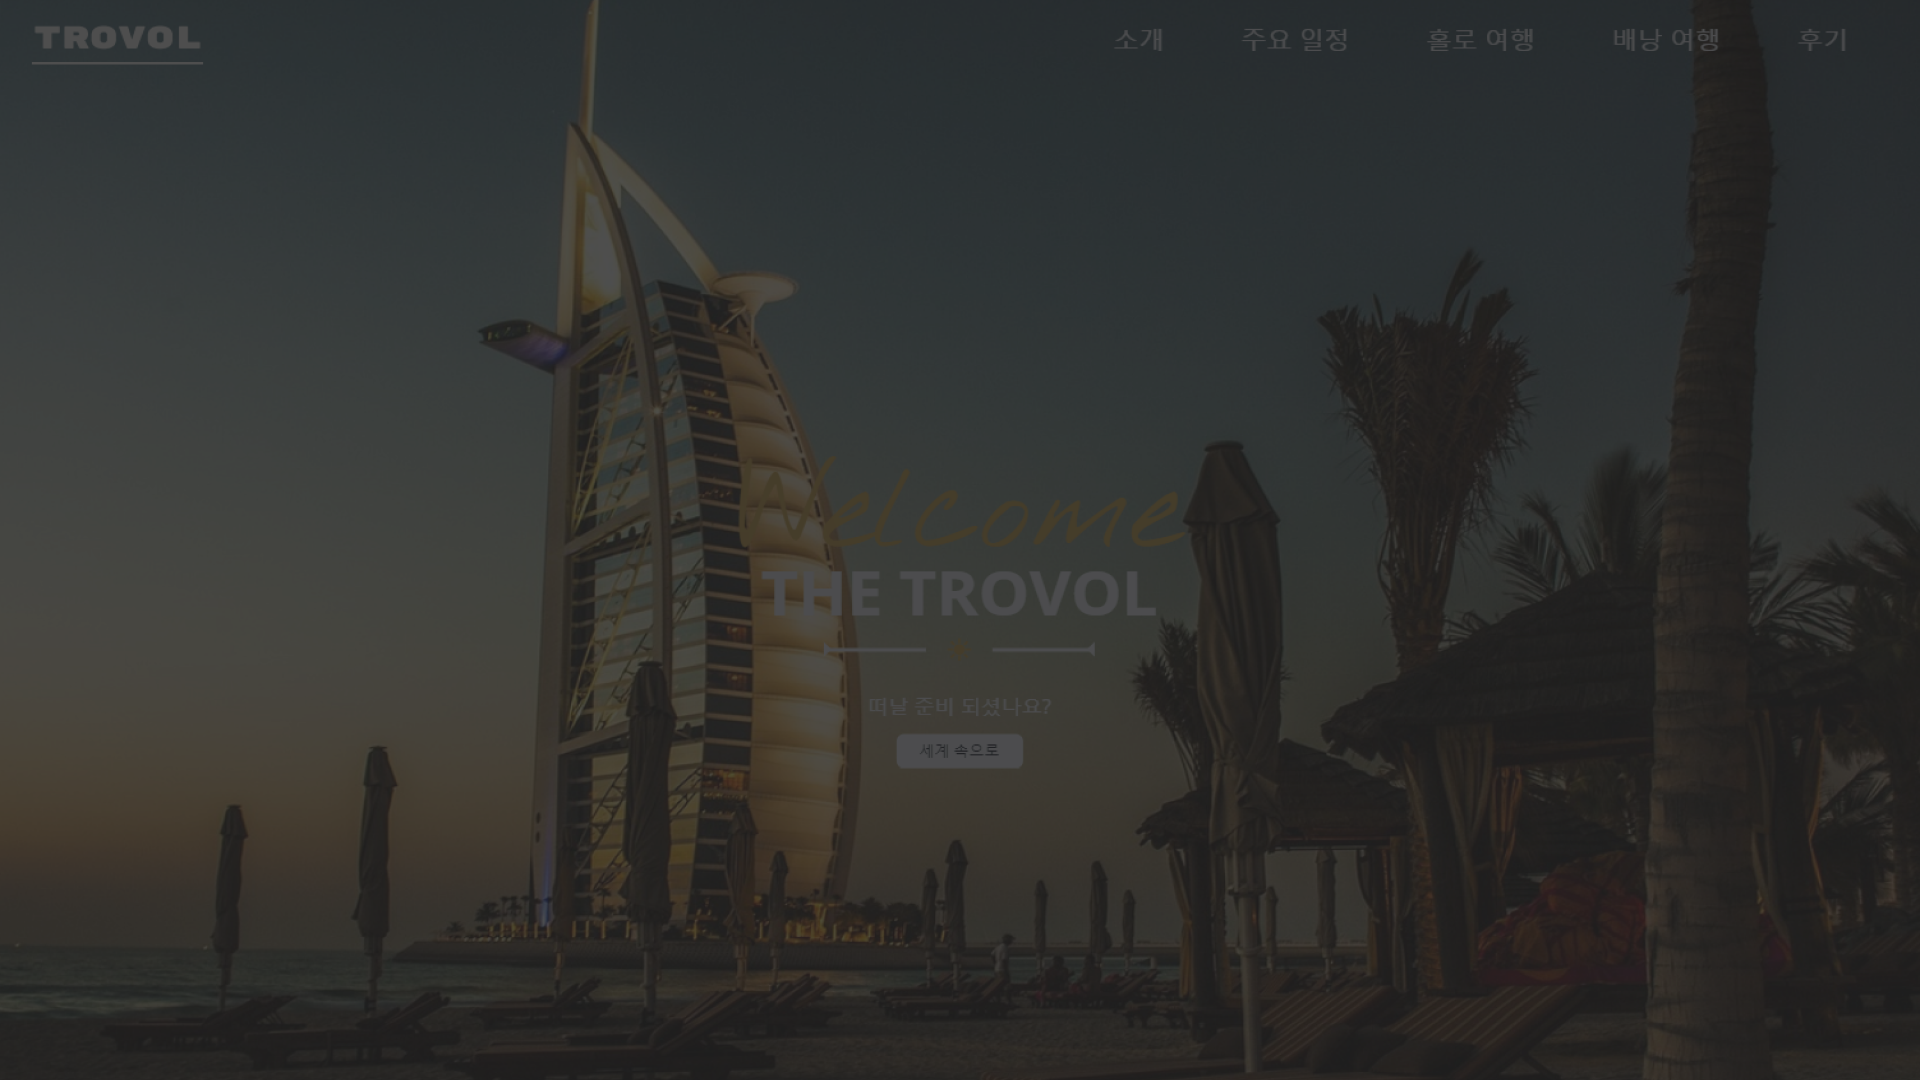 TROVOL
소개
주요 일정
홀로 여행
배낭 여행
후기
Welcome
THE TROVOL
떠날 준비 되셨나요?
세계 속으로